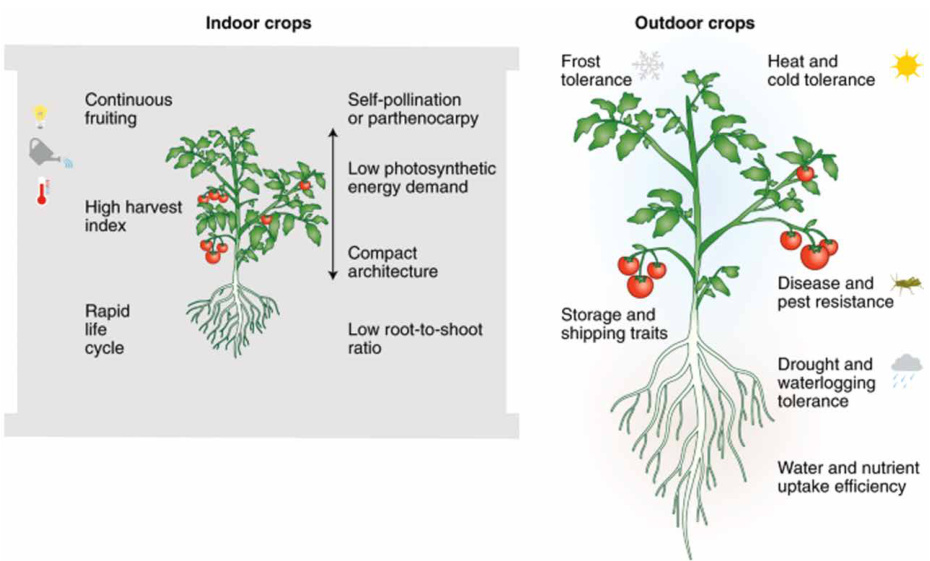 Indoor crops
Continuous
fruiting
High harvest
index
Rapid
life
cycle
Self-pollination
or parthenocarpy
Low photosynthetic
energy demand
Compact
architecture
Low root-to-shoot
ratio
Outdoor crops
Frost
tolerance
Heat and
cold tolerance
Storage and
shipping traits
Disease and
pest resistance
Drought and
waterlogging
tolerance
Water and nutrient
uptake efficiency